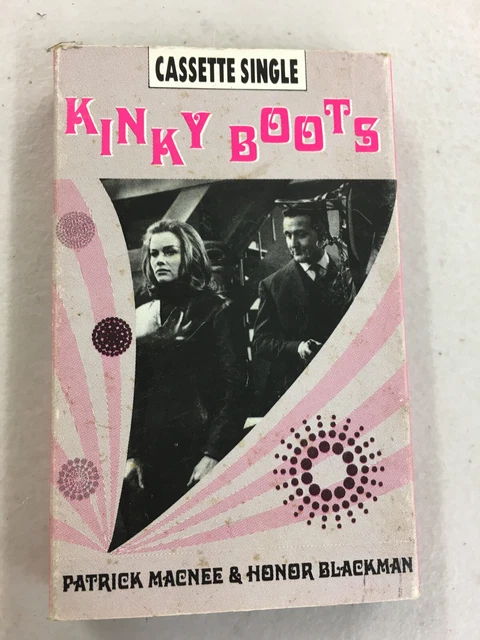 CASSETTE SINGLE
KINKY BOOTS
PATRICK MACNEE & HONOR BLACKMAN